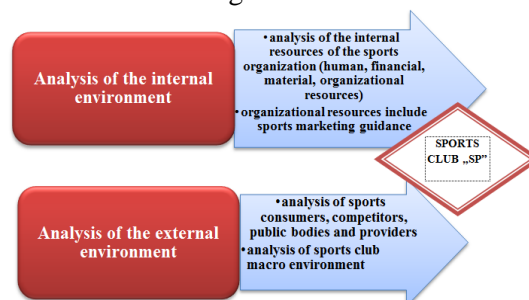 Analysis of the internal
environment
• analysis of the internal
resources of the sports
organization (human, financial,
material, organizational
resources)
• organizational resources include
sports marketing guidance
SPORTS
CLUB „SP”
Analysis of the external
environment
• analysis of sports
consumers, competitors,
public bodies and providers
• analysis of sports club
macro environment